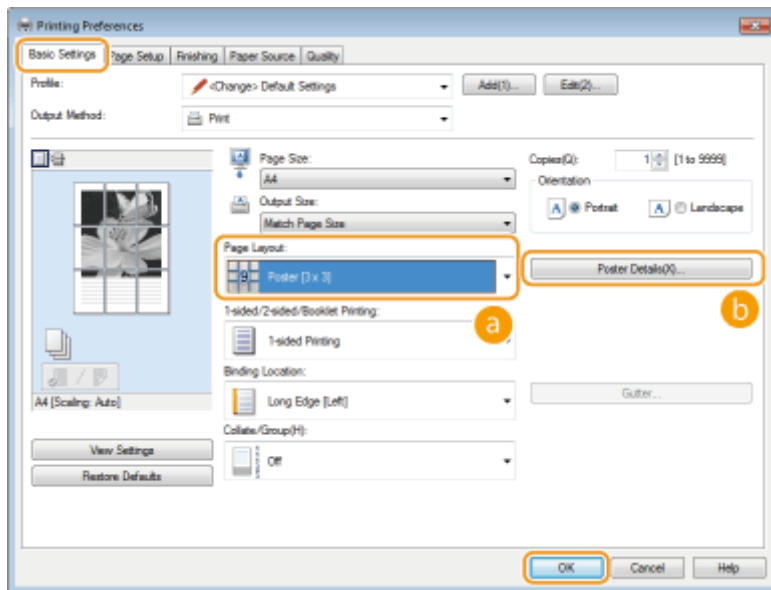 Printing Preferences
Basic Settings Page Setup Finishing Paper Source Quality
Profile: <Change> Default Settings Add(1)... Edit(2)...
Output Method: Print
Page Size: Copies(Q): 1 [1 to 9999]
A4 Orientation
Output Size: A Portrait A Landscape
Match Page Size
Page Layout:
Poster [3 x 3] Poster Details(X)...
a b
1-sided/2-sided/Booklet Printing:
1-sided Printing
Binding Location:
A4 [Scaling: Auto] Long Edge [Left] Gutter...
Collate/Group(H):
View Settings Off
Restore Defaults
OK Cancel Help